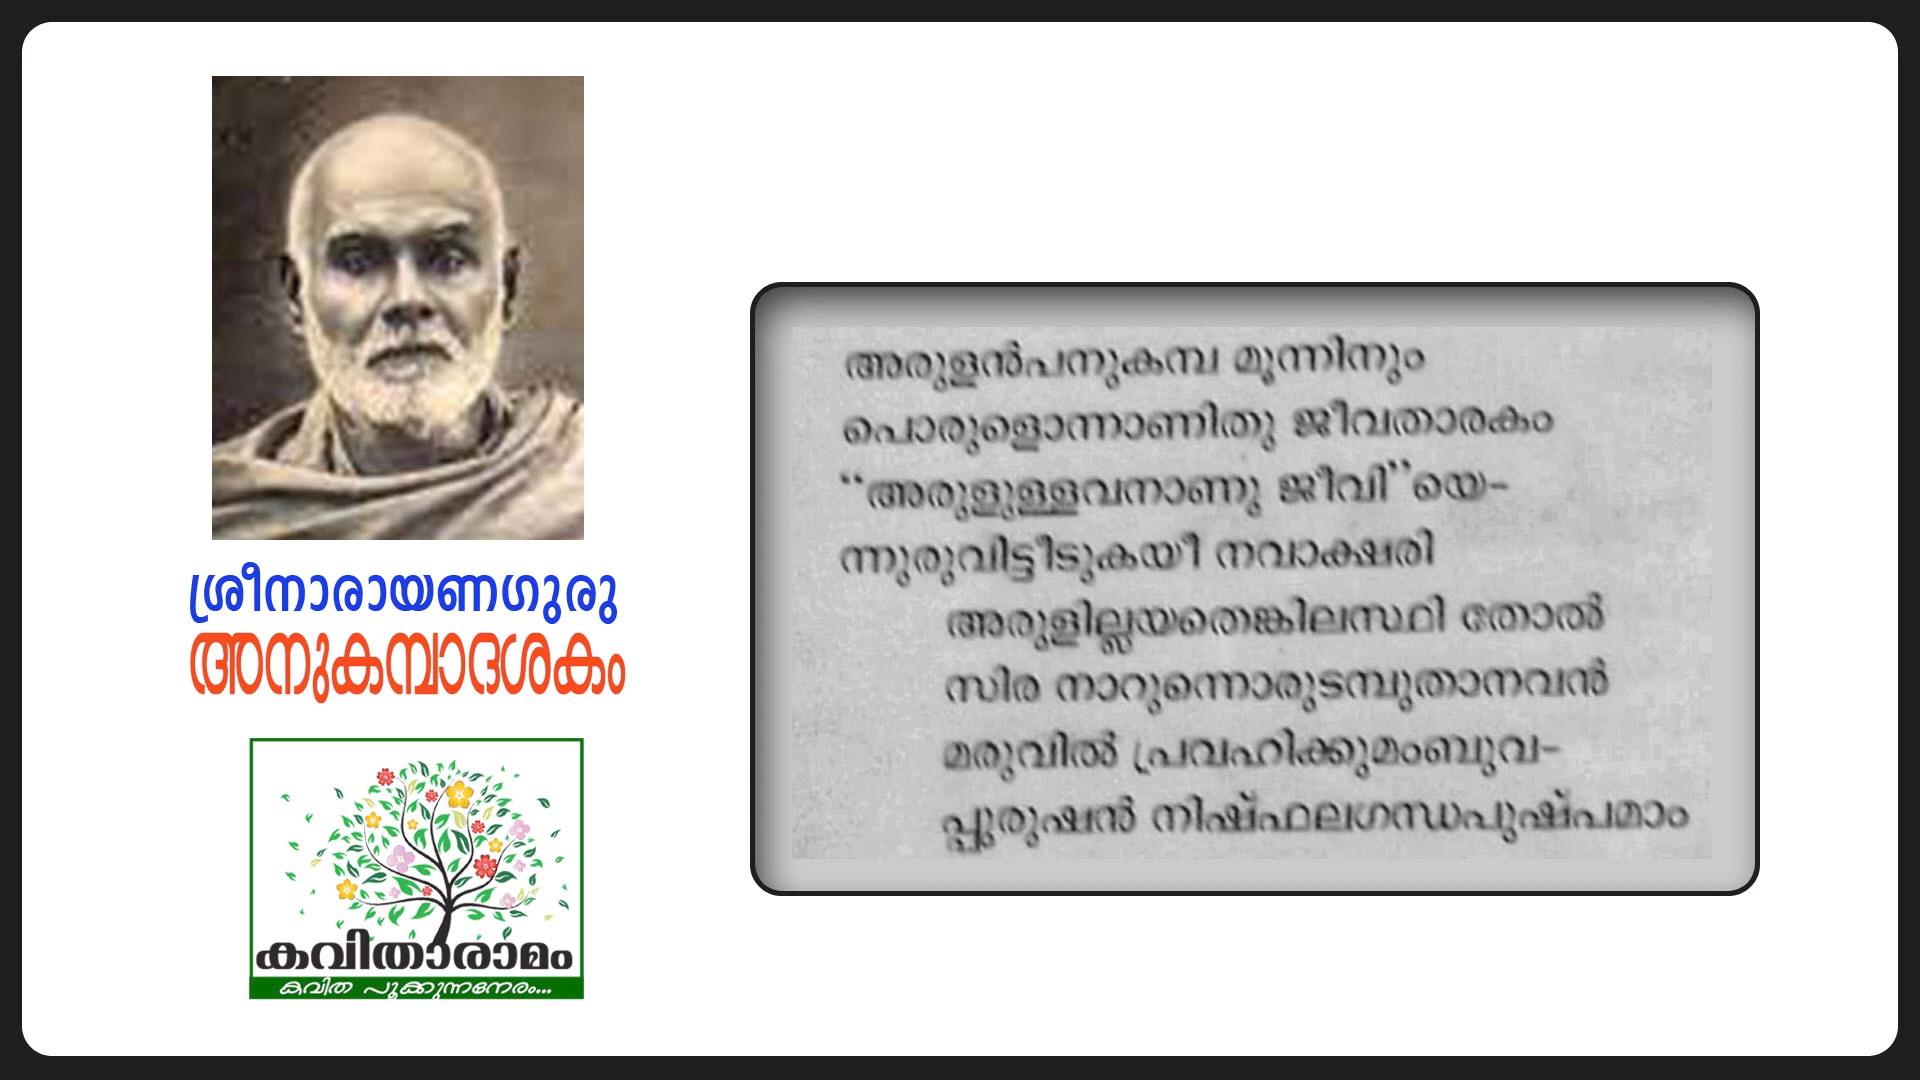 ശ്രീനാരായണഗുരു
അനുകമ്പാദശകം
കവിതാരാമം
കവിത പൂക്കുന്നനേരം...
അരുളൻപനുകമ്പ മൂന്നിനും
പൊരുളൊന്നാണിതു ജീവതാരകം
“അരുളുള്ളവനാണു ജീവി”യെ-
ന്നുരുവിട്ടീടുകയീ നവാക്ഷരി
അരുളില്ലയതെങ്കിലസ്ഥി തോൽ
സിര നാറുന്നൊരുടമ്പുതാനവൻ
മരുവിൽ പ്രവഹിക്കുമംബുവ-
പ്പുരുഷൻ നിഷ്ഫലഗന്ധപുഷ്പമാം